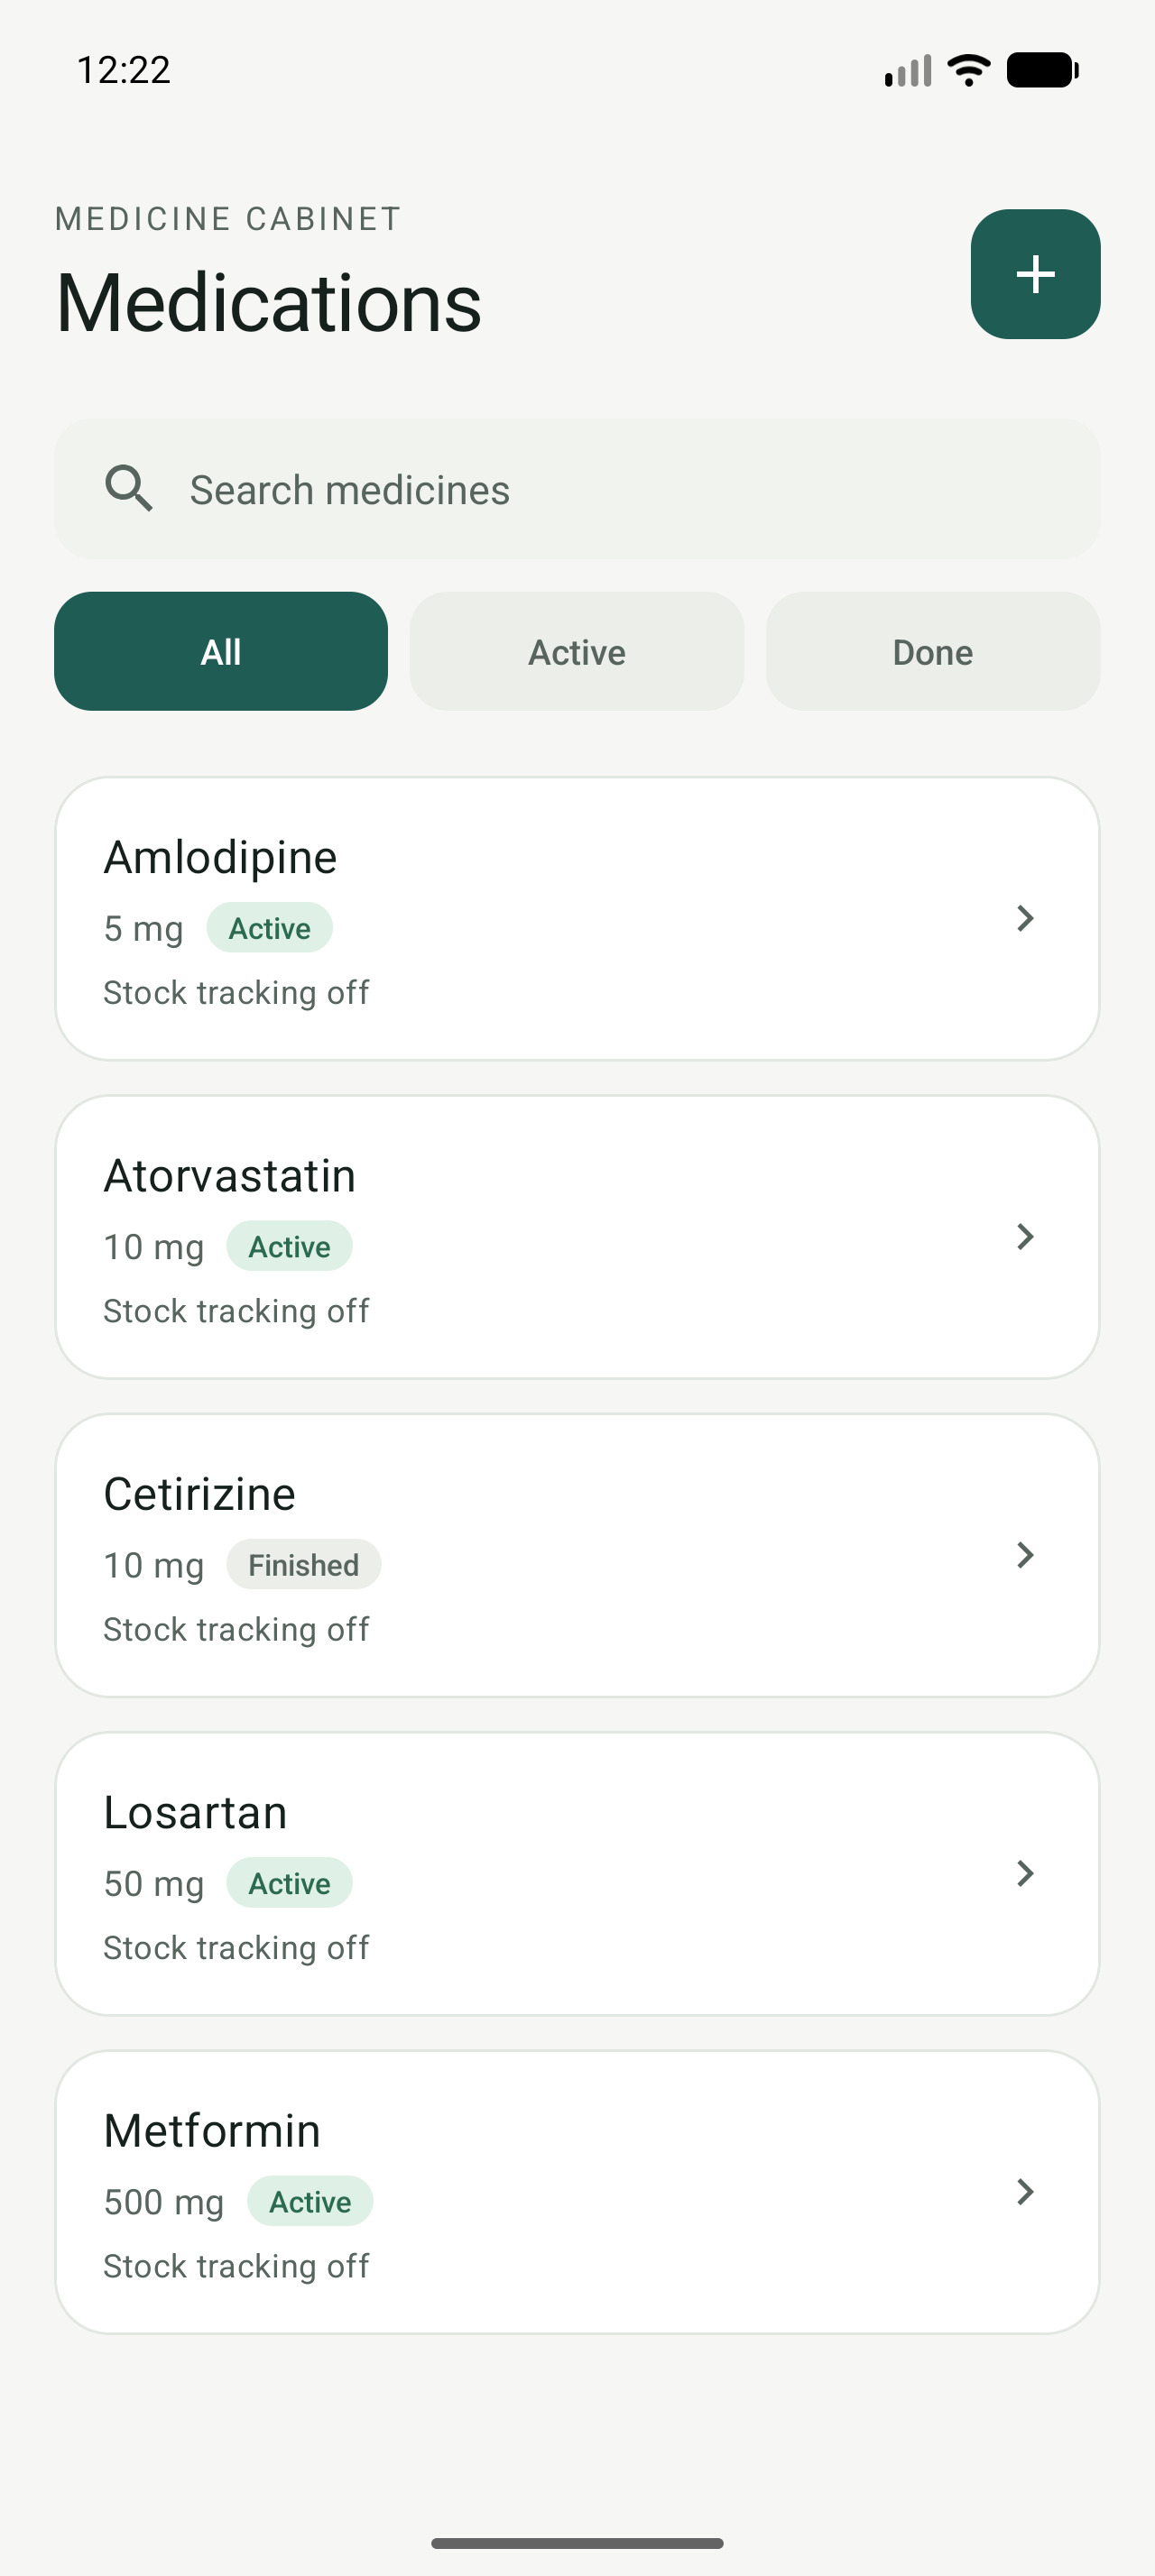 12:22
MEDICINE CABINET
Medications
Search medicines
All Active Done
Amlodipine
5 mg Active
Stock tracking off
Atorvastatin
10 mg Active
Stock tracking off
Cetirizine
10 mg Finished
Stock tracking off
Losartan
50 mg Active
Stock tracking off
Metformin
500 mg Active
Stock tracking off